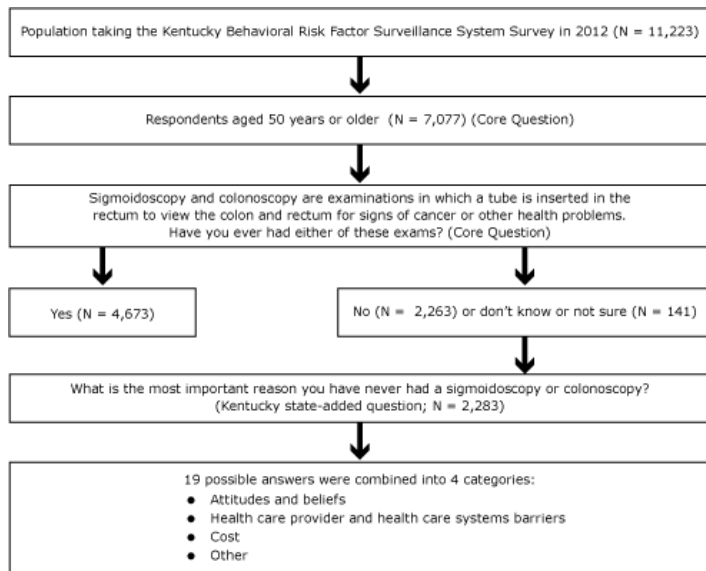 Population taking the Kentucky Behavioral Risk Factor Surveillance System Survey in 2012 (N = 11,223)
Respondents aged 50 years or older (N = 7,077) (Core Question)
Sigmoidoscopy and colonoscopy are examinations in which a tube is inserted in the
rectum to view the colon and rectum for signs of cancer or other health problems.
Have you ever had either of these exams? (Core Question)
Yes (N = 4,673)
No (N = 2,263) or don't know or not sure (N = 141)
What is the most important reason you have never had a sigmoidoscopy or colonoscopy?
(Kentucky state-added question; N = 2,283)
19 possible answers were combined into 4 categories:
● Attitudes and beliefs
● Health care provider and health care systems barriers
● Cost
● Other